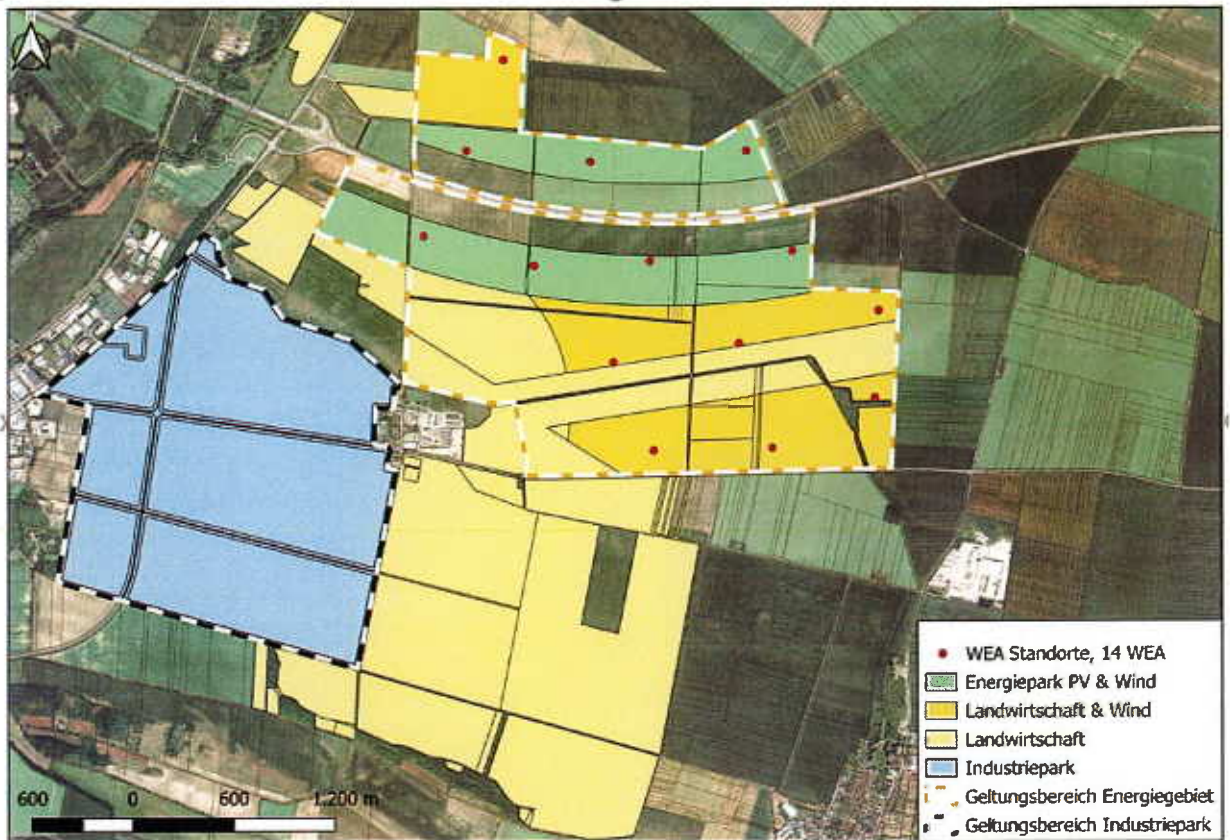 WEA Standorte, 14 WEA
Energiepark PV & Wind
Landwirtschaft & Wind
Landwirtschaft
Industriepark
Geltungsbereich Energiegebiet
Geltungsbereich Industriepark
600 0 600 1.200 m